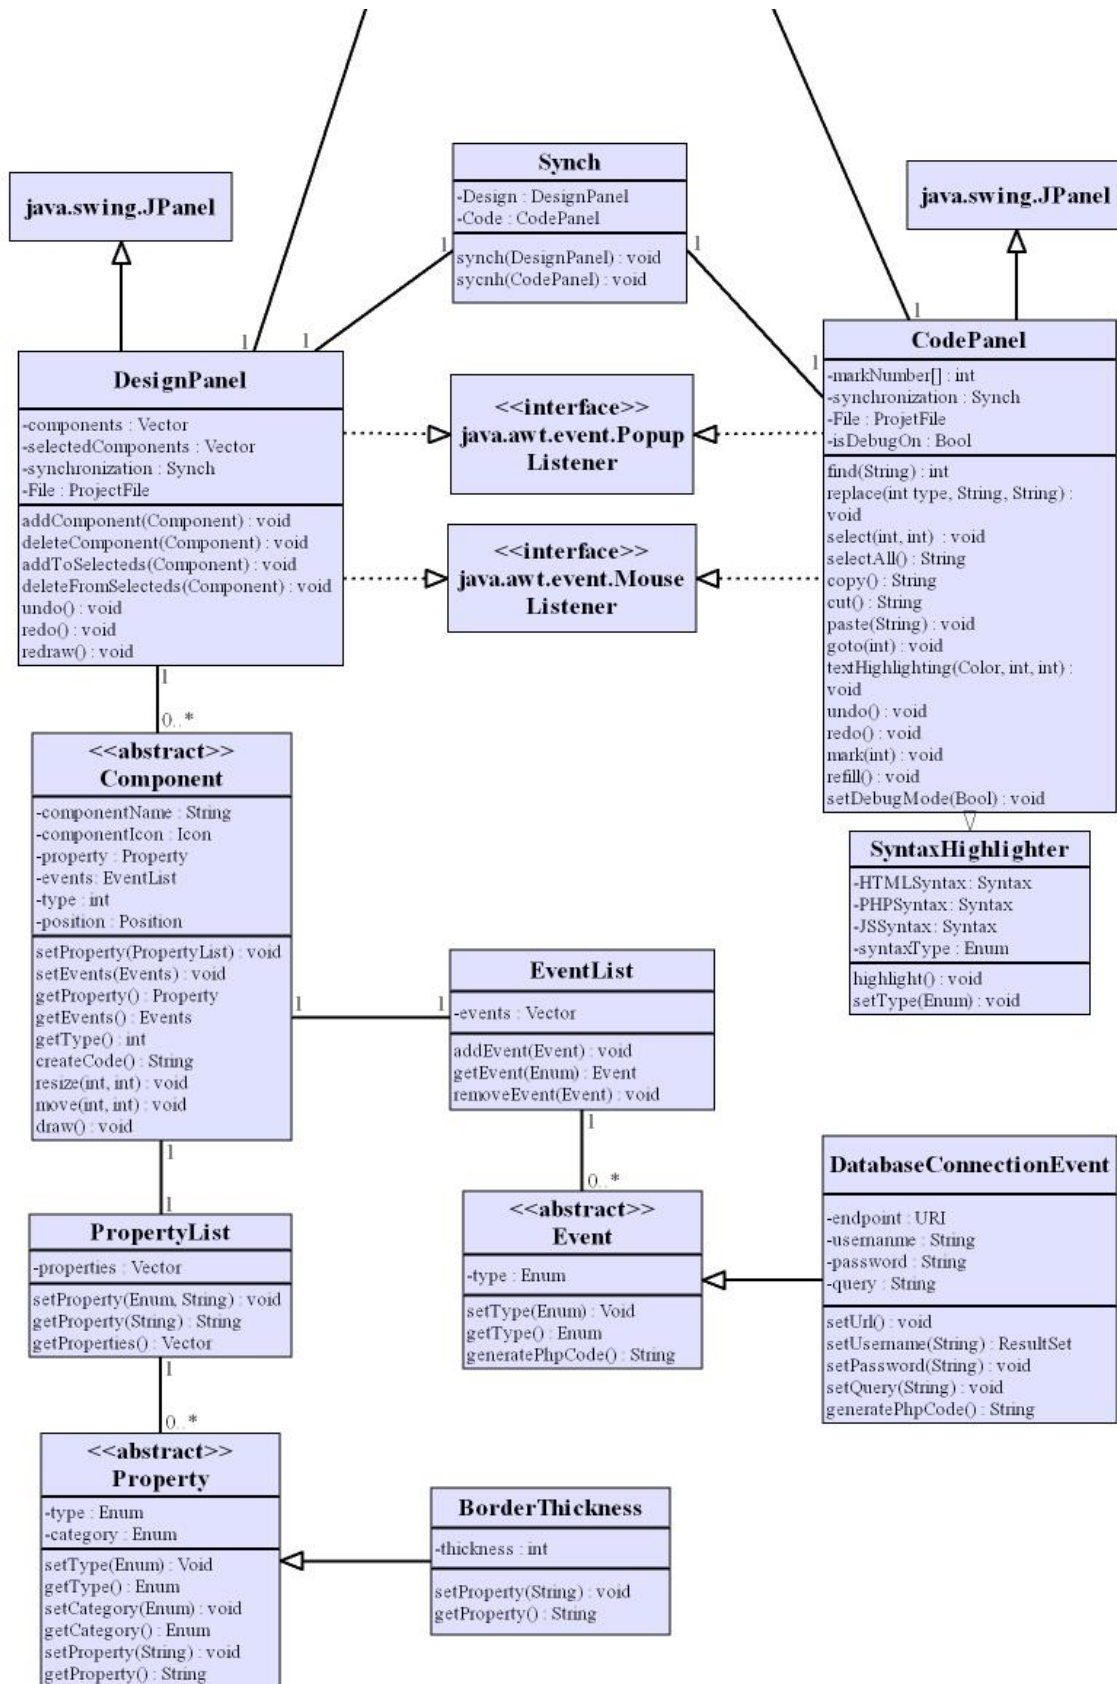 java.swing.JPanel
Synch
-Design : DesignPanel
-Code : CodePanel
synch(DesignPanel) : void
sycnh(CodePanel) : void
java.swing.JPanel
1
1
1
1
1
1
DesignPanel
-components : Vector
-selectedComponents : Vector
-synchronization : Synch
-File : ProjectFile
addComponent(Component) : void
deleteComponent(Component) : void
addToSelecteds(Component) : void
deleteFromSelecteds(Component) : void
undo() : void
redo() : void
redraw() : void
<<interface>>
java.awt.event.Popup
Listener
<<interface>>
java.awt.event.Mouse
Listener
CodePanel
-markNumber[] : int
-synchronization : Synch
-File : ProjetFile
-isDebugOn : Bool
find(String) : int
replace(int type, String, String) :
void
select(int, int) : void
selectAll() : String
copy() : String
cut() : String
paste(String) : void
goto(int) : void
textHighlighting(Color, int, int) :
void
undo() : void
redo() : void
mark(int) : void
refill() : void
setDebugMode(Bool) : void
1
0..*
<<abstract>>
Component
-componentName : String
-componentIcon : Icon
-property : Property
-events: EventList
-type : int
-position : Position
setProperty(PropertyList) : void
setEvents(Events) : void
getProperty() : Property
getEvents() : Events
getType() : int
createCode() : String
resize(int, int) : void
move(int, int) : void
draw() : void
SyntaxHighlighter
-HTMLSyntax : Syntax
-PHPSyntax : Syntax
-JSSyntax : Syntax
-syntaxType : Enum
highlight() : void
setType(Enum) : void
1
1
EventList
-events : Vector
addEvent(Event) : void
getEvent(Enum) : Event
removeEvent(Event) : void
1
0..*
<<abstract>>
Event
-type : Enum
setType(Enum) : Void
getType() : Enum
generatePhpCode() : String
DatabaseConnectionEvent
-endpoint : URI
-usernanme : String
-password : String
-query : String
setUrl() : void
setUsername(String) : ResultSet
setPassword(String) : void
setQuery(String) : void
generatePhpCode() : String
1
1
PropertyList
-properties : Vector
setProperty(Enum, String) : void
getProperty(String) : String
getProperties() : Vector
1
0..*
<<abstract>>
Property
-type : Enum
-category : Enum
setType(Enum) : Void
getType() : Enum
setCategory(Enum) : void
getCategory() : Enum
setProperty(String) : void
getProperty() : String
BorderThickness
-thickness : int
setProperty(String) : void
getProperty() : String